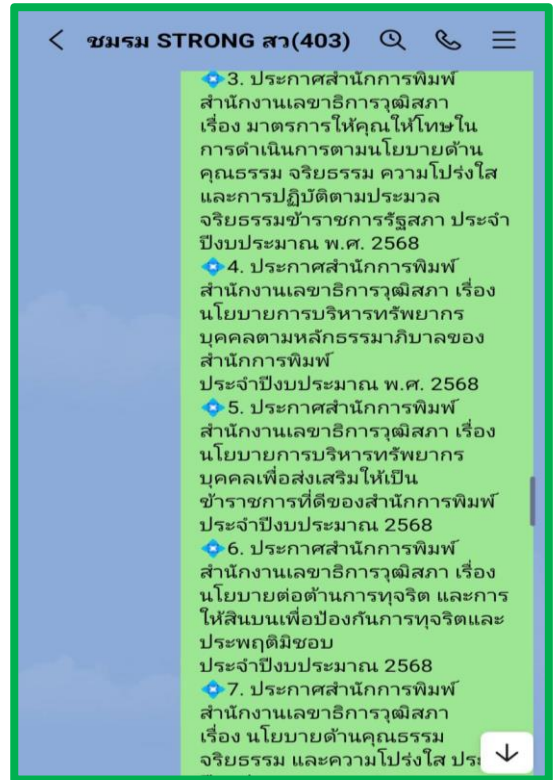 ชมรม STRONG สว(403)
💠3. ประกาศสำนักการพิมพ์
สำนักงานเลขาธิการวุฒิสภา
เรื่อง มาตรการให้คุณให้โทษใน
การดำเนินการตามนโยบายด้าน
คุณธรรม จริยธรรม ความโปร่งใส
และการปฏิบัติตามประมวล
จริยธรรมข้าราชการรัฐสภา ประจำ
ปีงบประมาณ พ.ศ. 2568
💠4. ประกาศสำนักการพิมพ์
สำนักงานเลขาธิการวุฒิสภา เรื่อง
นโยบายการบริหารทรัพยากร
บุคคลตามหลักธรรมาภิบาลของ
สำนักการพิมพ์
ประจำปีงบประมาณ พ.ศ. 2568
💠5. ประกาศสำนักการพิมพ์
สำนักงานเลขาธิการวุฒิสภา เรื่อง
นโยบายการบริหารทรัพยากร
บุคคลเพื่อส่งเสริมให้เป็น
ข้าราชการที่ดีของสำนักการพิมพ์
ประจำปีงบประมาณ 2568
💠6. ประกาศสำนักการพิมพ์
สำนักงานเลขาธิการวุฒิสภา เรื่อง
นโยบายต่อต้านการทุจริต และการ
ให้สินบนเพื่อป้องกันการทุจริตและ
ประพฤติมิชอบ
ประจำปีงบประมาณ 2568
💠7. ประกาศสำนักการพิมพ์
สำนักงานเลขาธิการวุฒิสภา
เรื่อง นโยบายด้านคุณธรรม
จริยธรรม และความโปร่งใส ประ